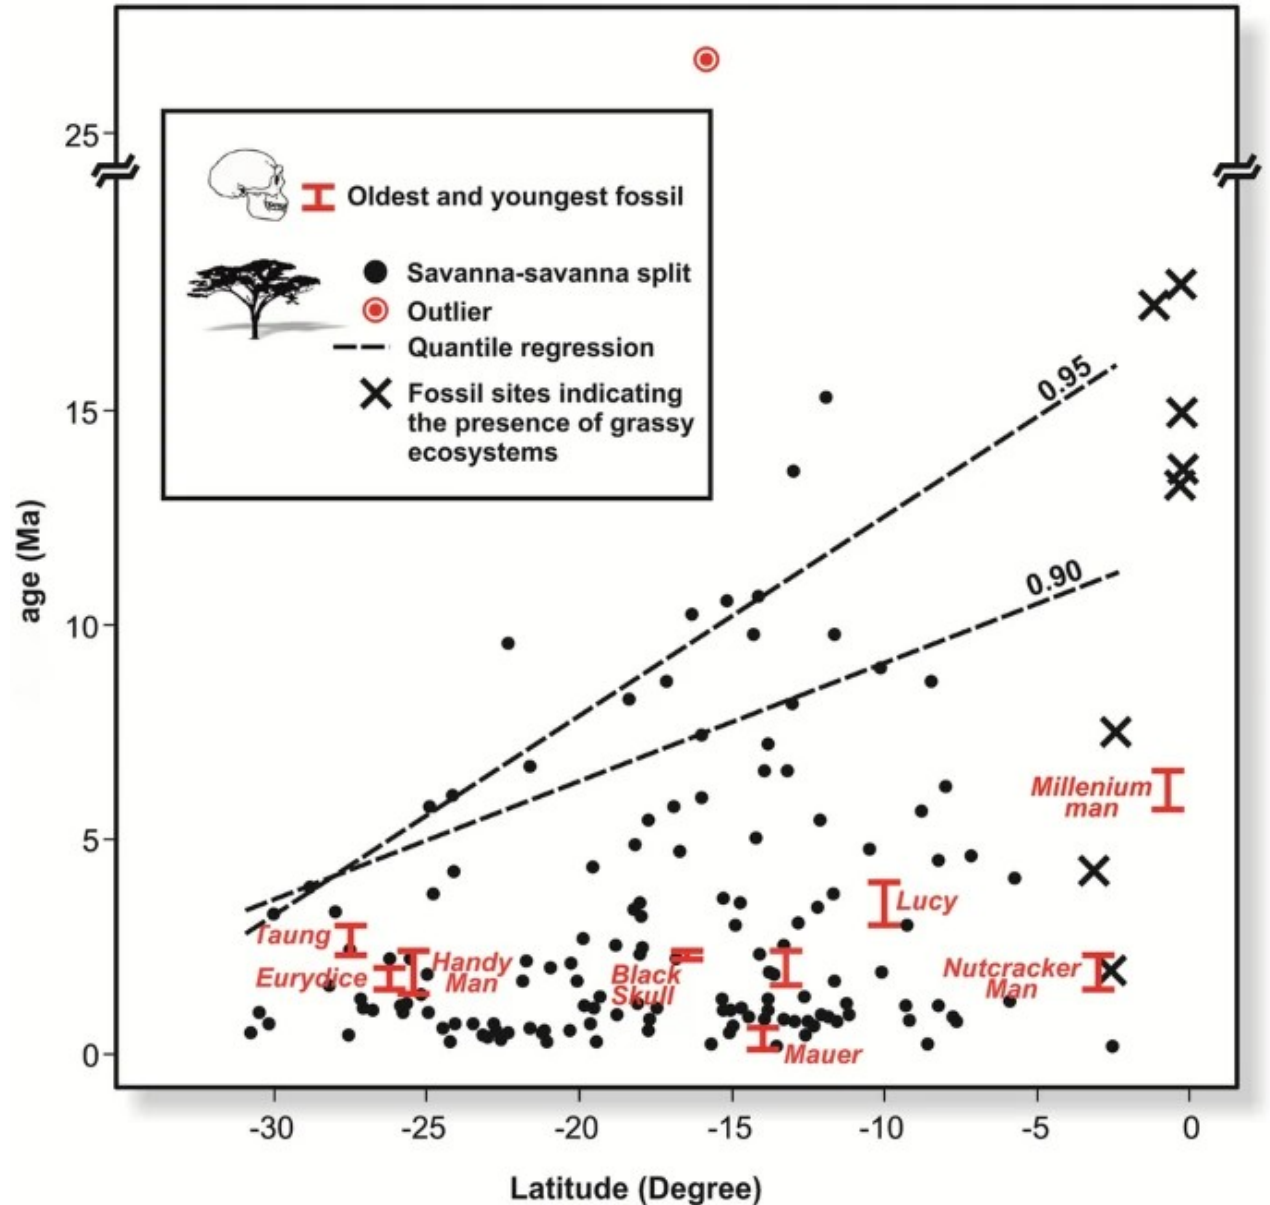 25
Oldest and youngest fossil
Savanna-savanna split
Outlier
Quantile regression
Fossil sites indicating
the presence of grassy
ecosystems
0.95
15
age (Ma)
0.90
10
Millenium
man
5
Lucy
Taung
Handy
Man
Eurydice
Black
Skull
Nutcracker
Man
Mauer
0
-30 -25 -20 -15 -10 -5 0
Latitude (Degree)